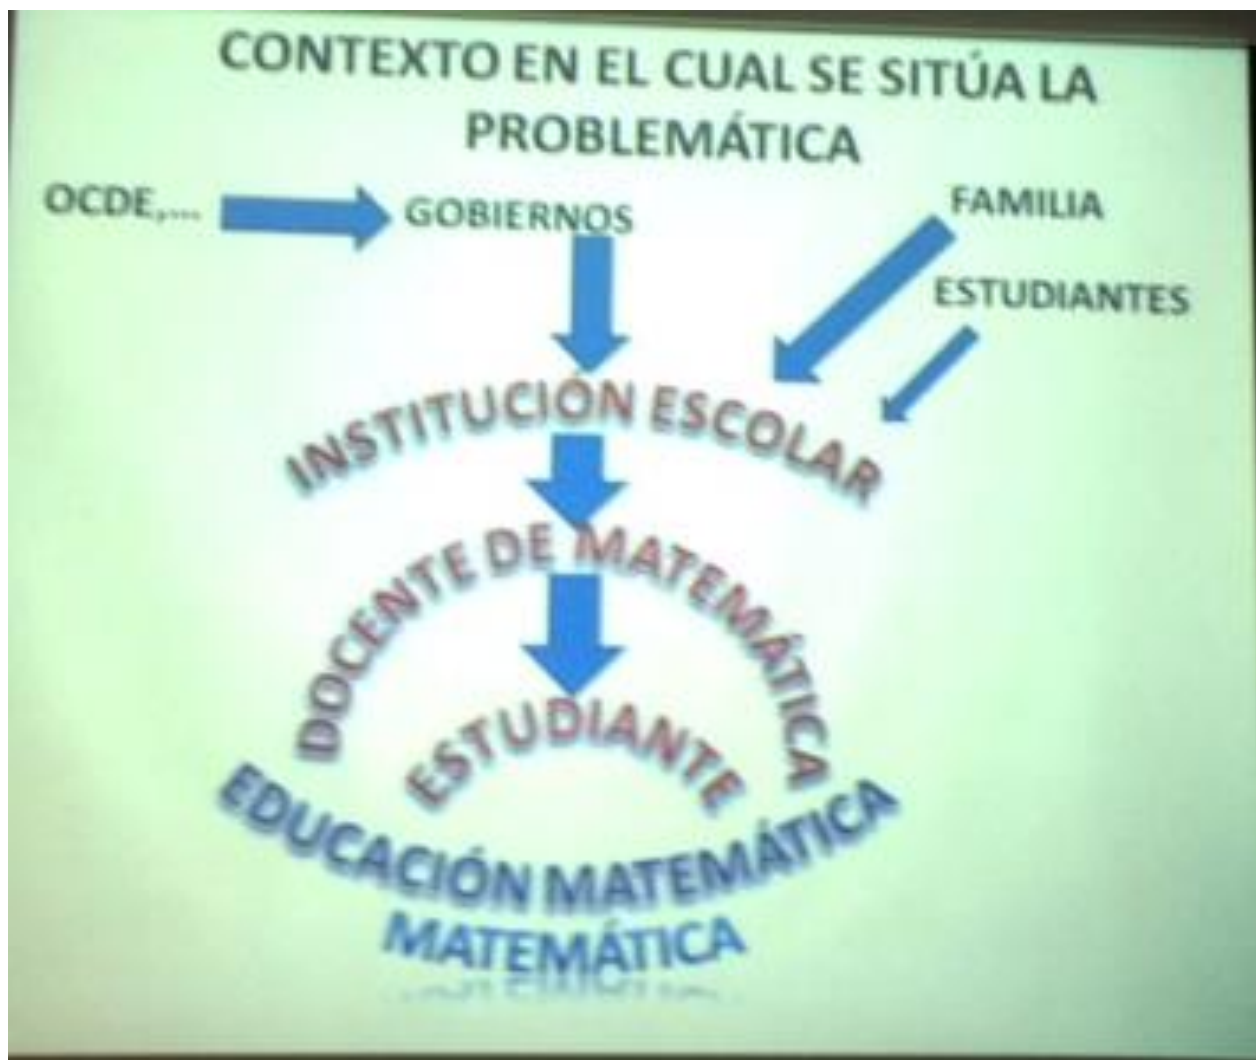 CONTEXTO EN EL CUAL SE SITÚA LA
PROBLEMÁTICA
OCDE,...
GOBIERNOS
FAMILIA
ESTUDIANTES
INSTITUCIÓN ESCOLAR
DOCENTE DE MATEMÁTICA
ESTUDIANTE
EDUCACIÓN MATEMÁTICA
MATEMÁTICA